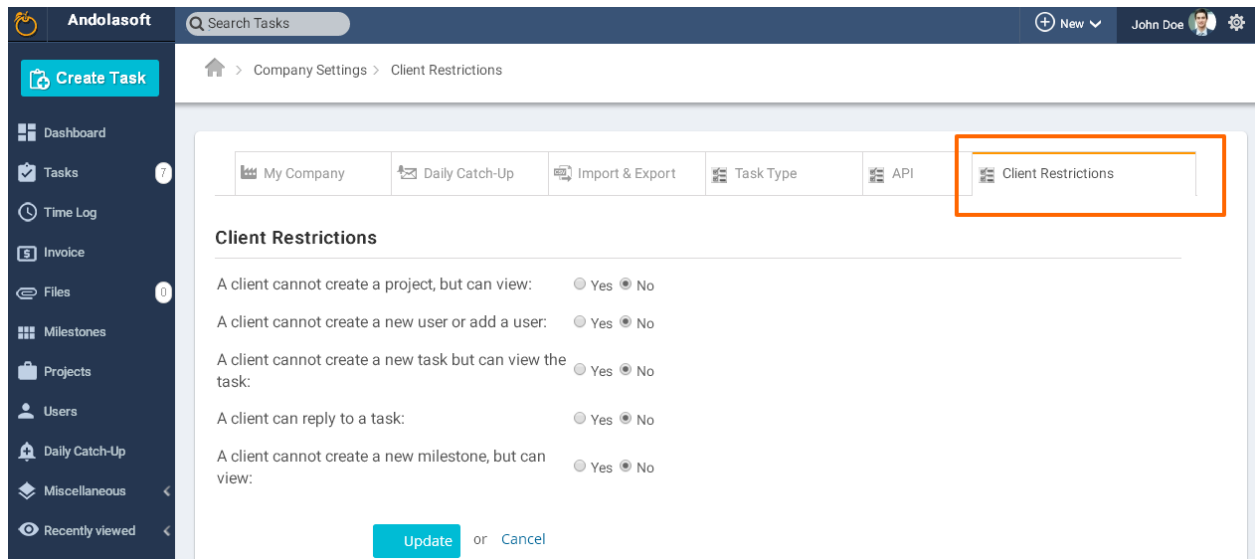 Andolasoft
Search Tasks
New
John Doe
Create Task
Home > Company Settings > Client Restrictions
Dashboard
Tasks 7
Time Log
Invoice
Files 0
Milestones
Projects
Users
Daily Catch-Up
Miscellaneous
Recently viewed
My Company
Daily Catch-Up
Import & Export
Task Type
API
Client Restrictions
Client Restrictions
A client cannot create a project, but can view: Yes No
A client cannot create a new user or add a user: Yes No
A client cannot create a new task but can view the
task: Yes No
A client can reply to a task: Yes No
A client cannot create a new milestone, but can
view: Yes No
Update or Cancel